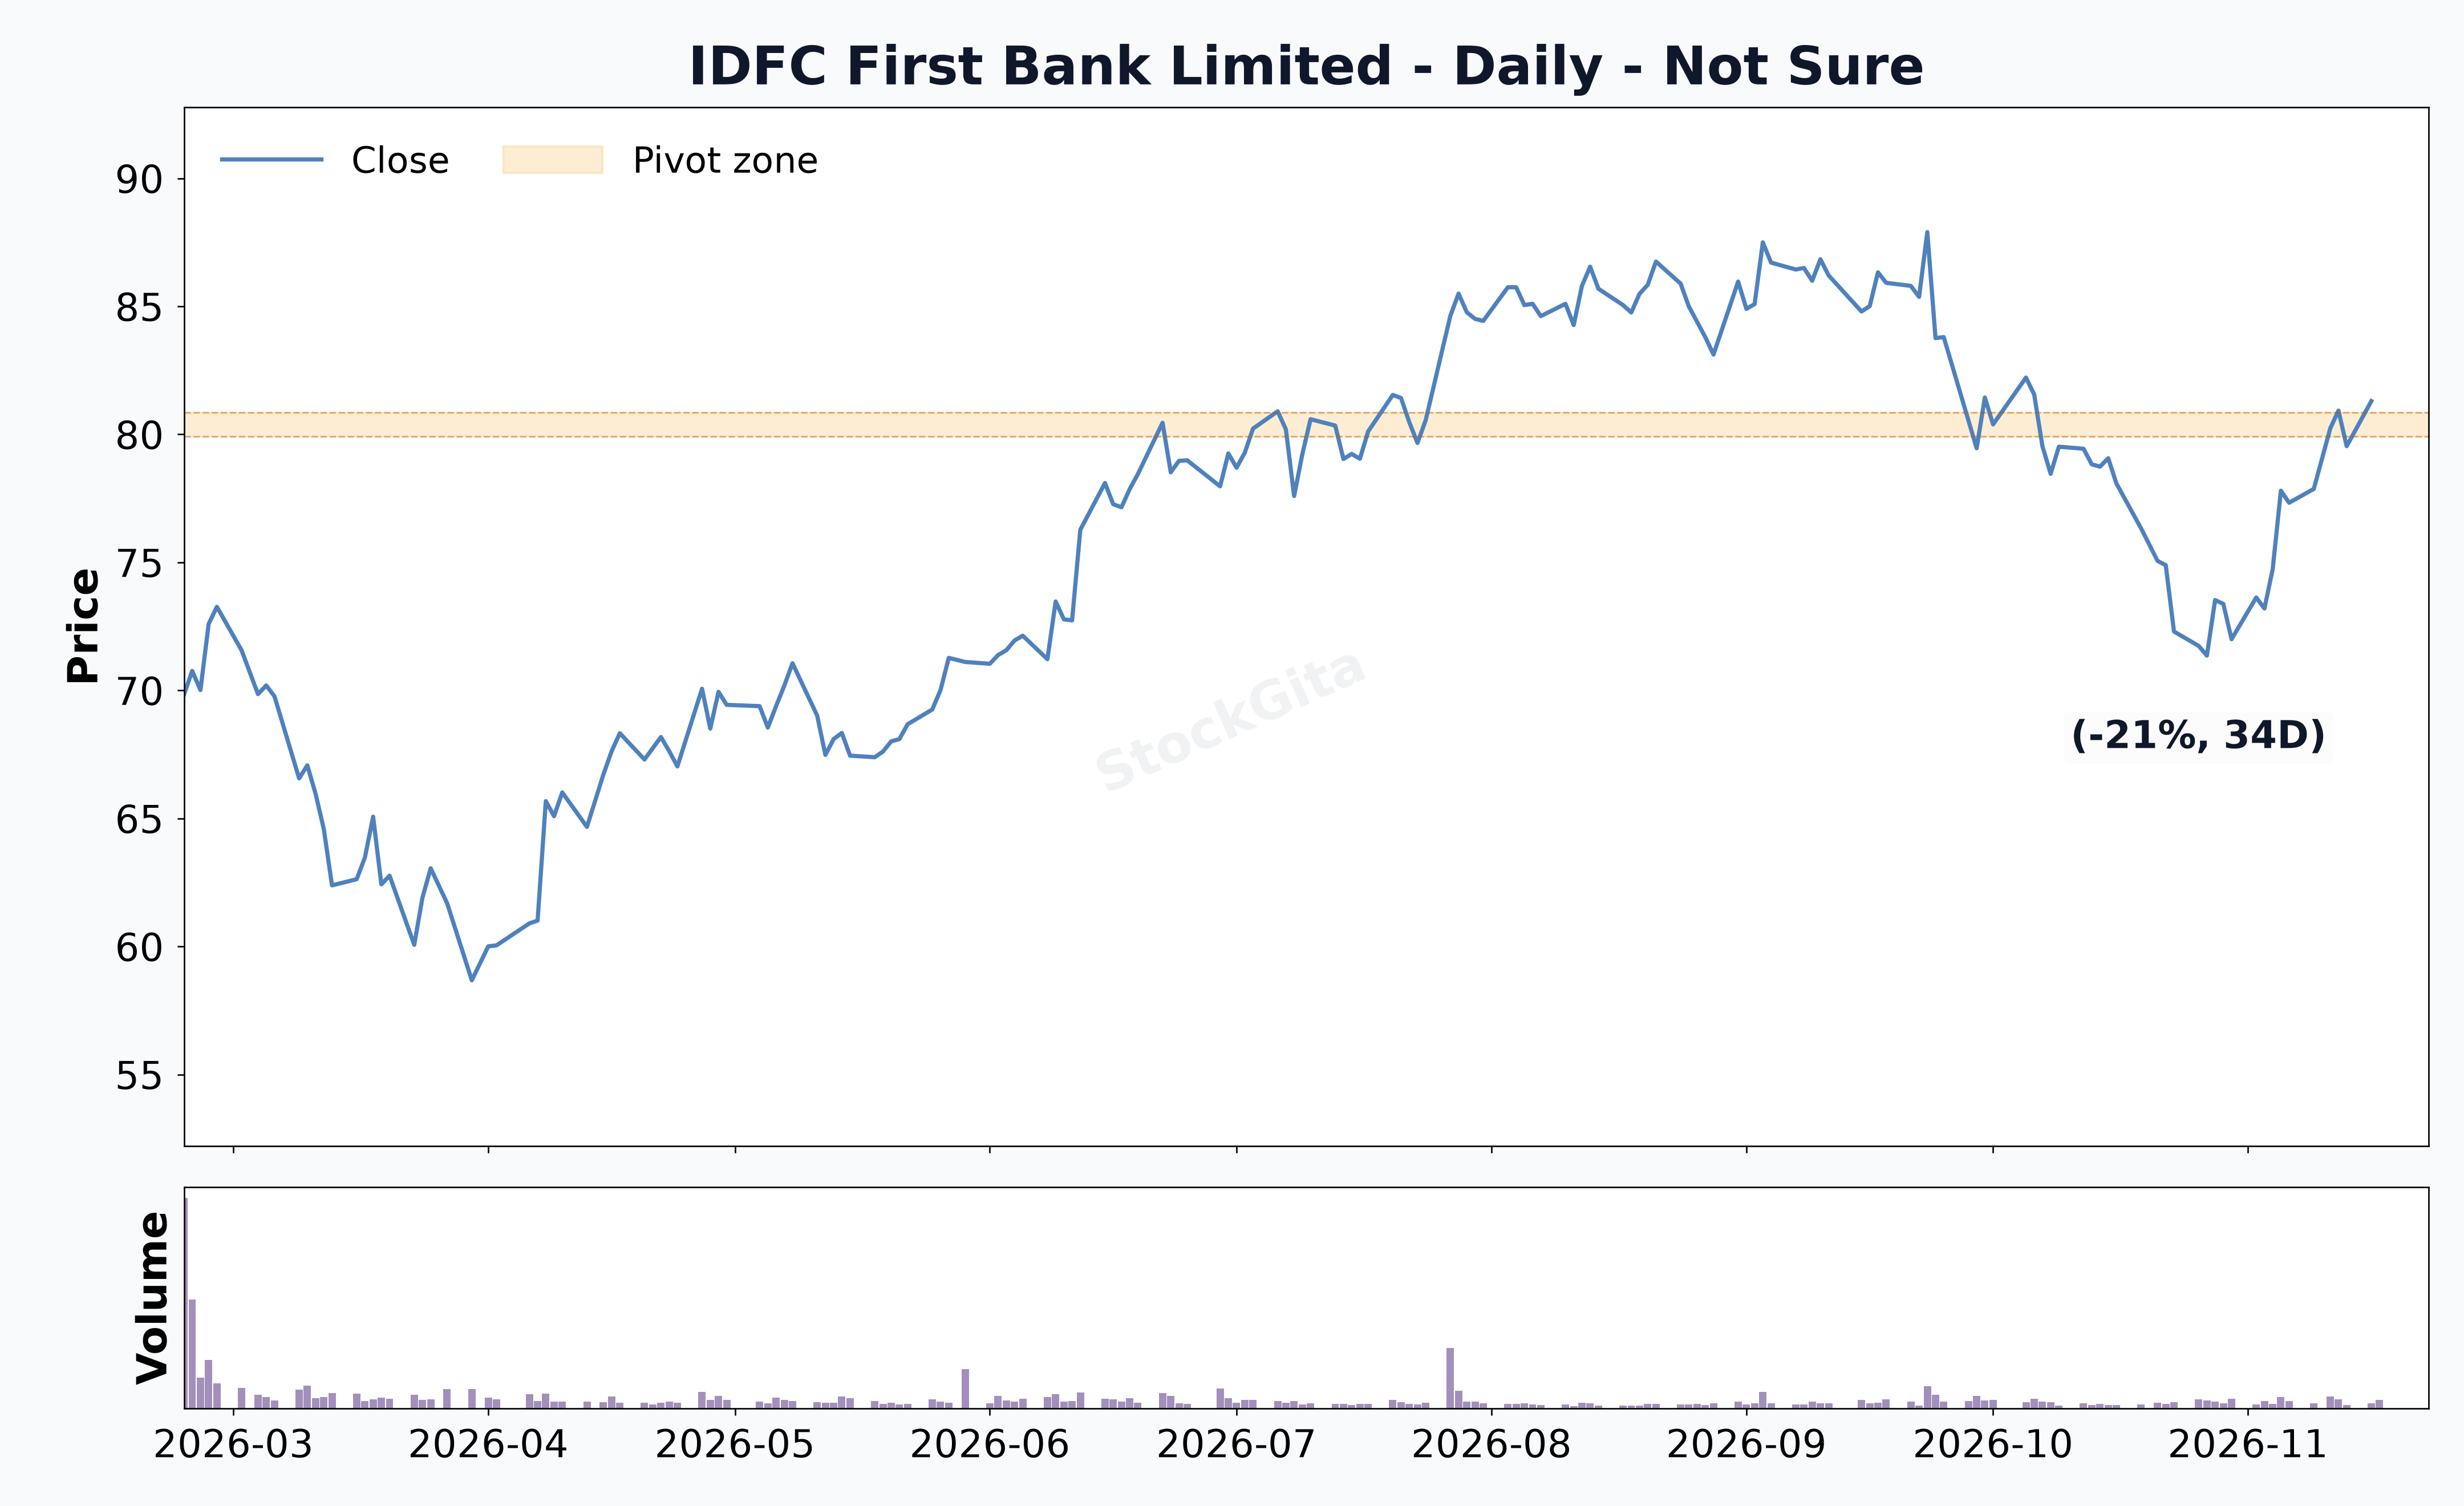 IDFC First Bank Limited - Daily - Not Sure
Close
Pivot zone
90
85
80
75
70
65
60
55
Price
StockGita
(-21%, 34D)
Volume
2026-03
2026-04
2026-05
2026-06
2026-07
2026-08
2026-09
2026-10
2026-11